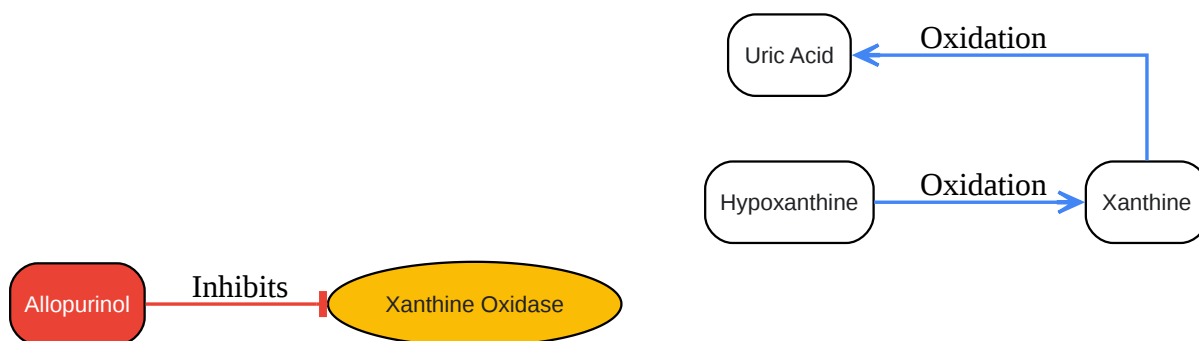 Uric Acid
Oxidation
Hypoxanthine
Oxidation
Xanthine
Allopurinol
Inhibits
Xanthine Oxidase